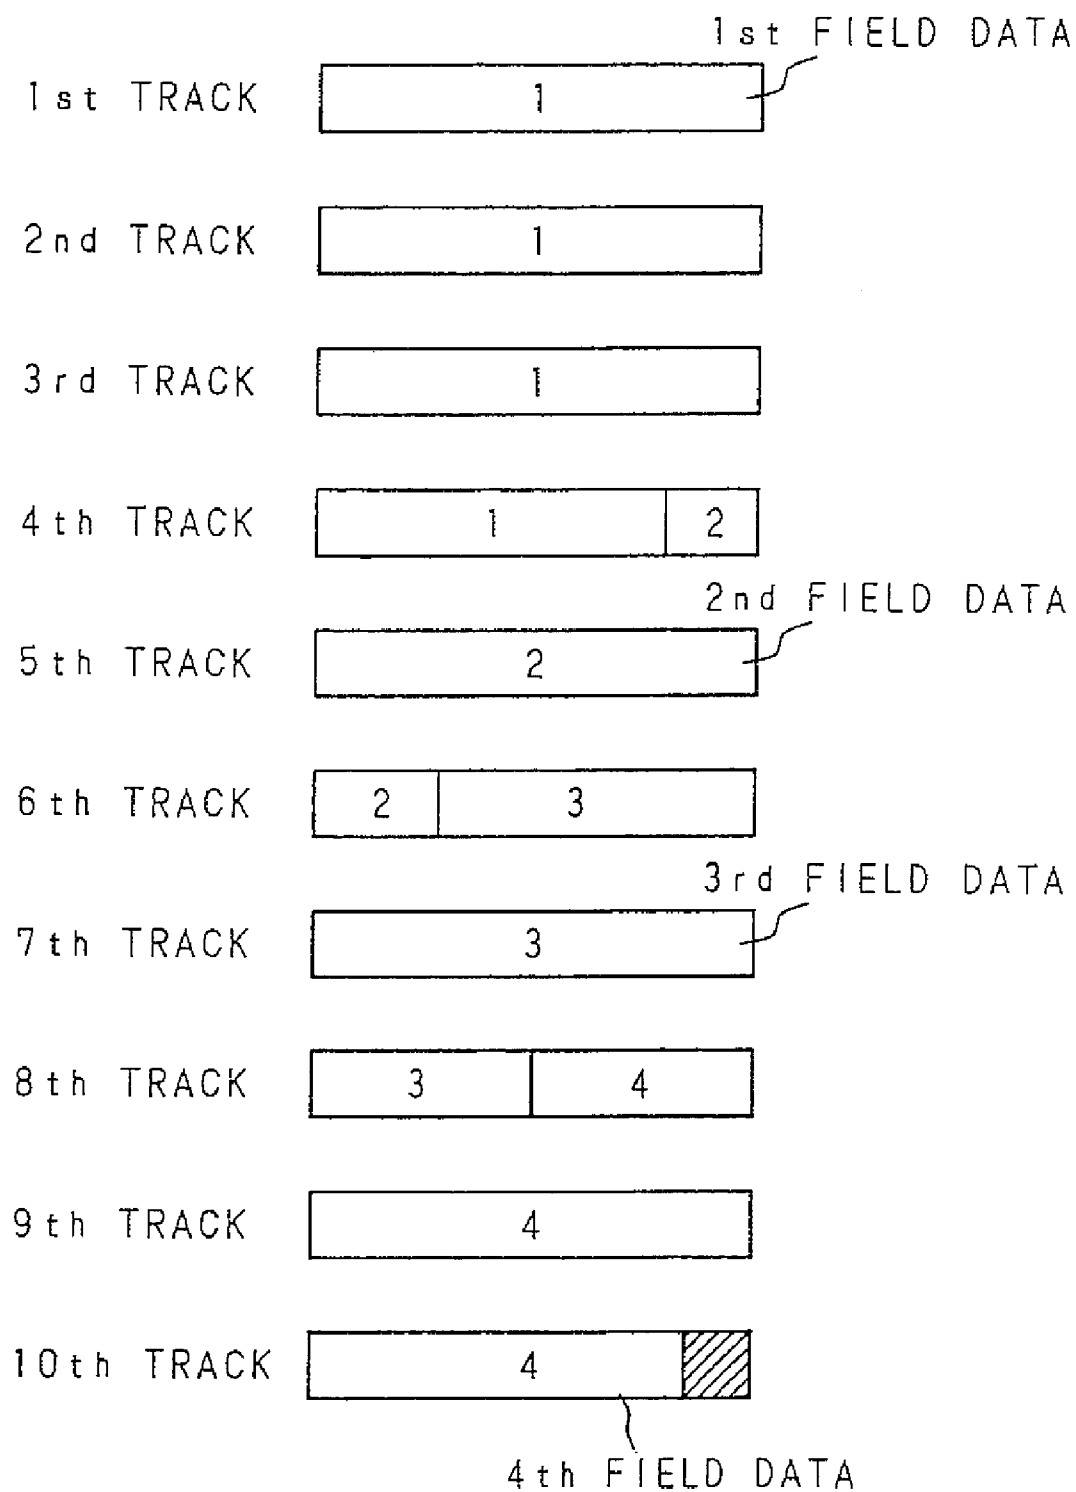 1st FIELD DATA
1st TRACK 1
2nd TRACK 1
3rd TRACK 1
4th TRACK 1 2
2nd FIELD DATA
5th TRACK 2
6th TRACK 2 3
3rd FIELD DATA
7th TRACK 3
8th TRACK 3 4
9th TRACK 4
10th TRACK 4
4th FIELD DATA